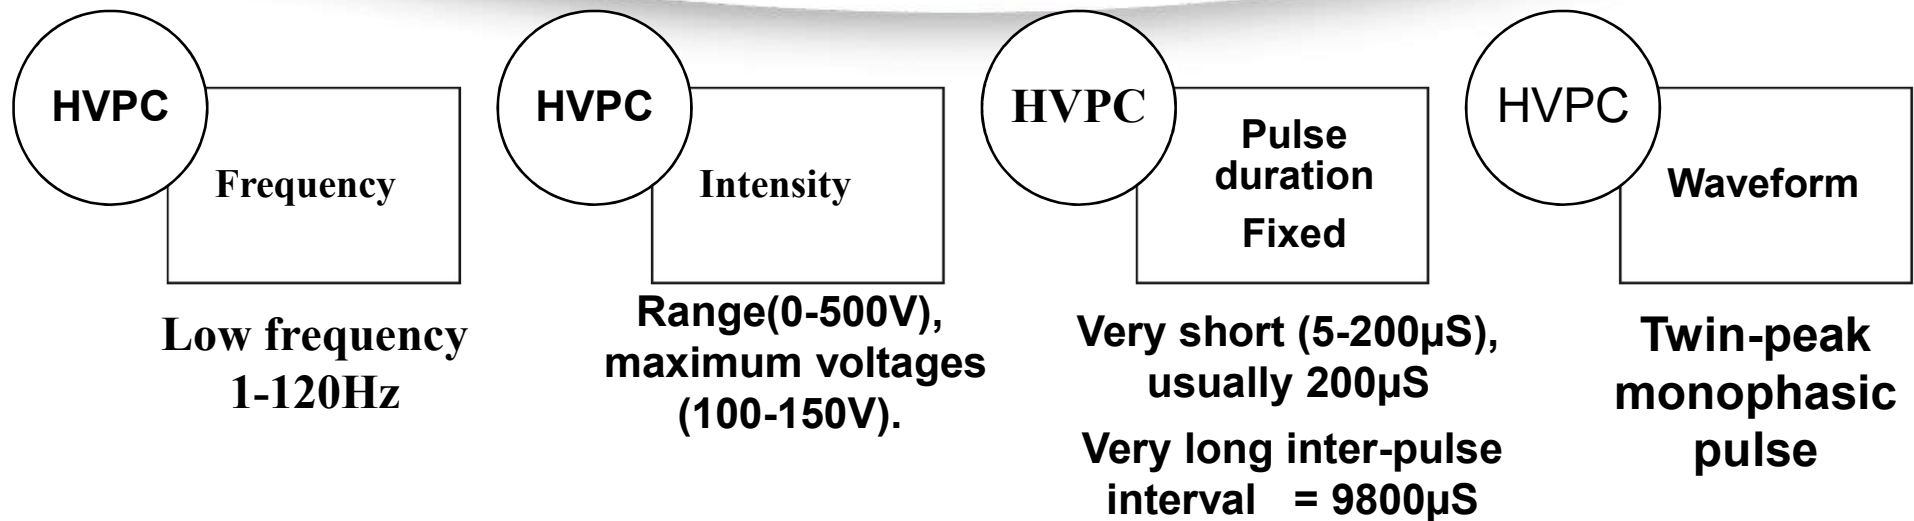 HVPC
Frequency
Low frequency
1-120Hz
HVPC
Intensity
Range(0-500V),
maximum voltages
(100-150V).
HVPC
Pulse
duration
Fixed
Very short (5-200µS),
usually 200µS
Very long inter-pulse
interval = 9800µS
HVPC
Waveform
Twin-peak
monophasic
pulse